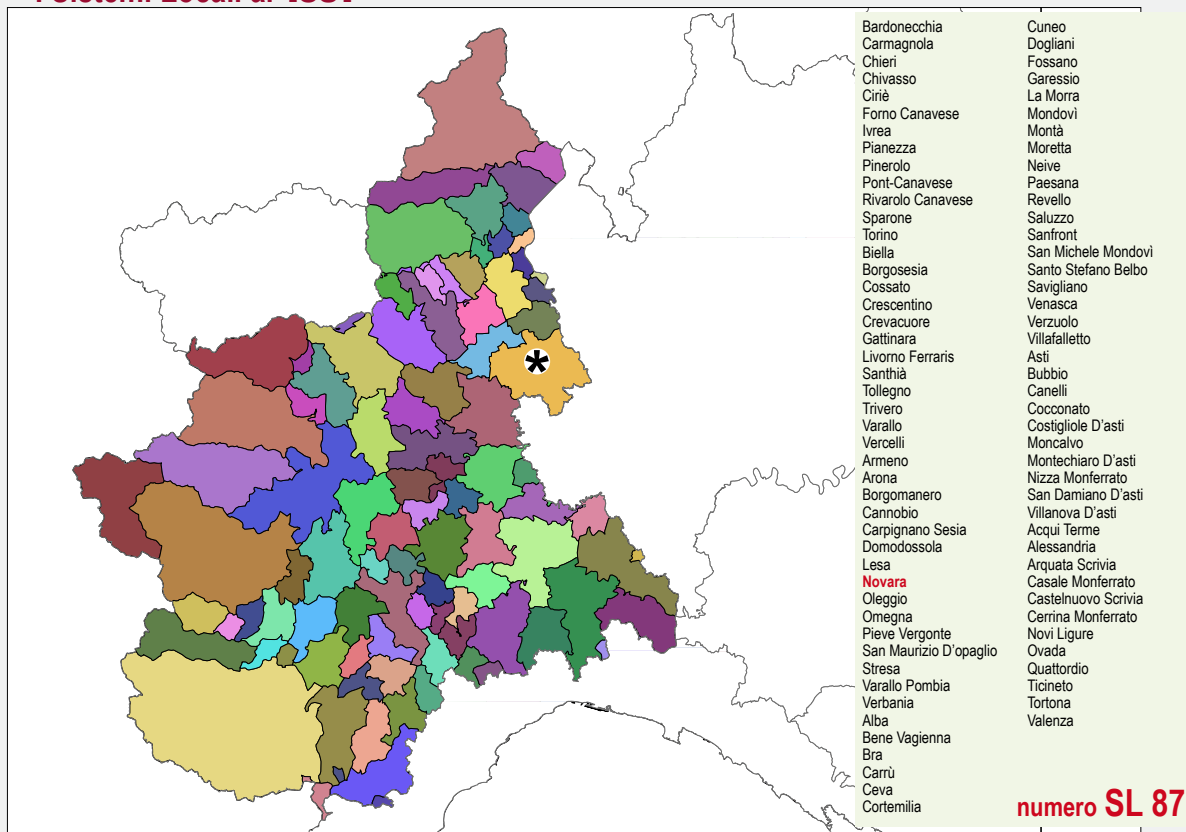 I Sistemi Locali al
Bardonecchia
Carmagnola
Chieri
Chivasso
Ciriè
Forno Canavese
Ivrea
Pianezza
Pinerolo
Pont-Canavese
Rivarolo Canavese
Sparone
Torino
Biella
Borgosesia
Cossato
Crescentino
Crevacuore
Gattinara
Livorno Ferraris
Santhià
Tollegno
Trivero
Varallo
Vercelli
Armeno
Arona
Borgomanero
Cannobio
Carpignano Sesia
Domodossola
Lesa
Novara
Oleggio
Omegna
Pieve Vergonte
San Maurizio D'opaglio
Stresa
Varallo Pombia
Verbania
Alba
Bene Vagienna
Bra
Carrù
Ceva
Cortemilia
Cuneo
Dogliani
Fossano
Garessio
La Morra
Mondovì
Montà
Moretta
Neive
Paesana
Revello
Saluzzo
Sanfront
San Michele Mondovì
Santo Stefano Belbo
Savigliano
Venasca
Verzuolo
Villafalletto
Asti
Bubbio
Canelli
Cocconato
Costigliole D'asti
Moncalvo
Montechiaro D'asti
Nizza Monferrato
San Damiano D'asti
Villanova D'asti
Acqui Terme
Alessandria
Arquata Scrivia
Casale Monferrato
Castelnuovo Scrivia
Cerrina Monferrato
Novi Ligure
Ovada
Quattordio
Ticineto
Tortona
Valenza
numero SL 87